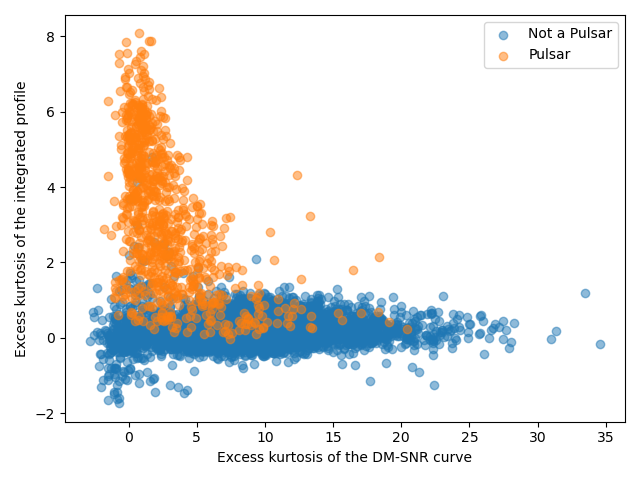 Not a Pulsar
Pulsar
Excess kurtosis of the integrated profile
8
6
4
2
0
−2
0 5 10 15 20 25 30 35
Excess kurtosis of the DM-SNR curve